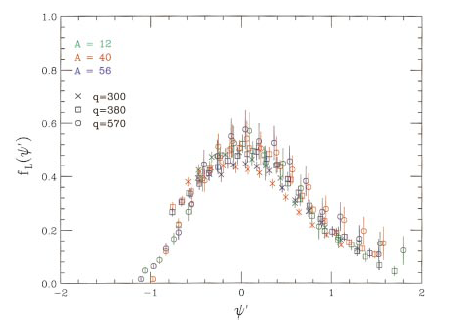 1.0
0.8
0.6
0.4
0.2
0.0
f_L(ψ')
A = 12
A = 40
A = 56
× q=300
□ q=380
○ q=570
−2 −1 0 1 2
ψ'